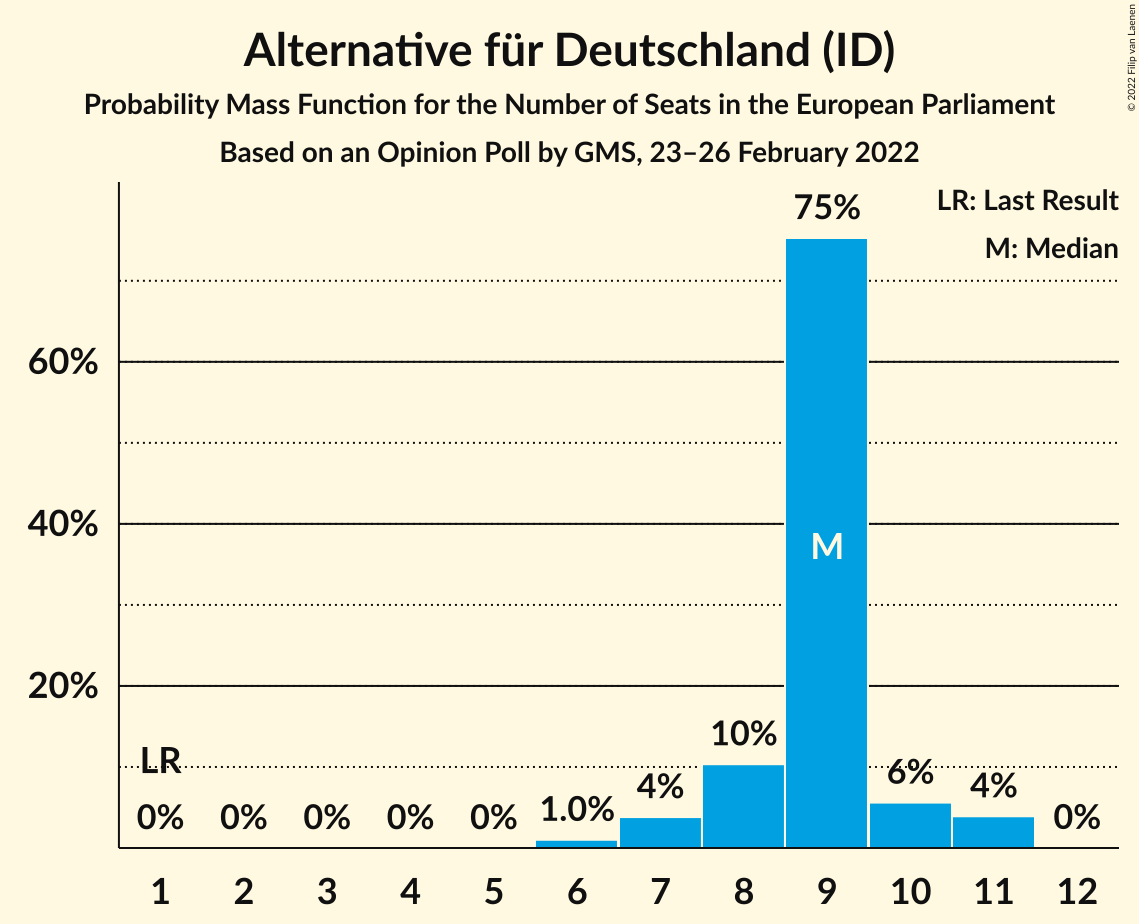 Alternative für Deutschland (ID)
Probability Mass Function for the Number of Seats in the European Parliament
Based on an Opinion Poll by GMS, 23–26 February 2022
© 2022 Filip van Laenen
LR: Last Result
M: Median
60%
40%
20%
LR
0%
0%
0%
0%
0%
1.0%
4%
10%
75%
M
6%
4%
0%
1 2 3 4 5 6 7 8 9 10 11 12